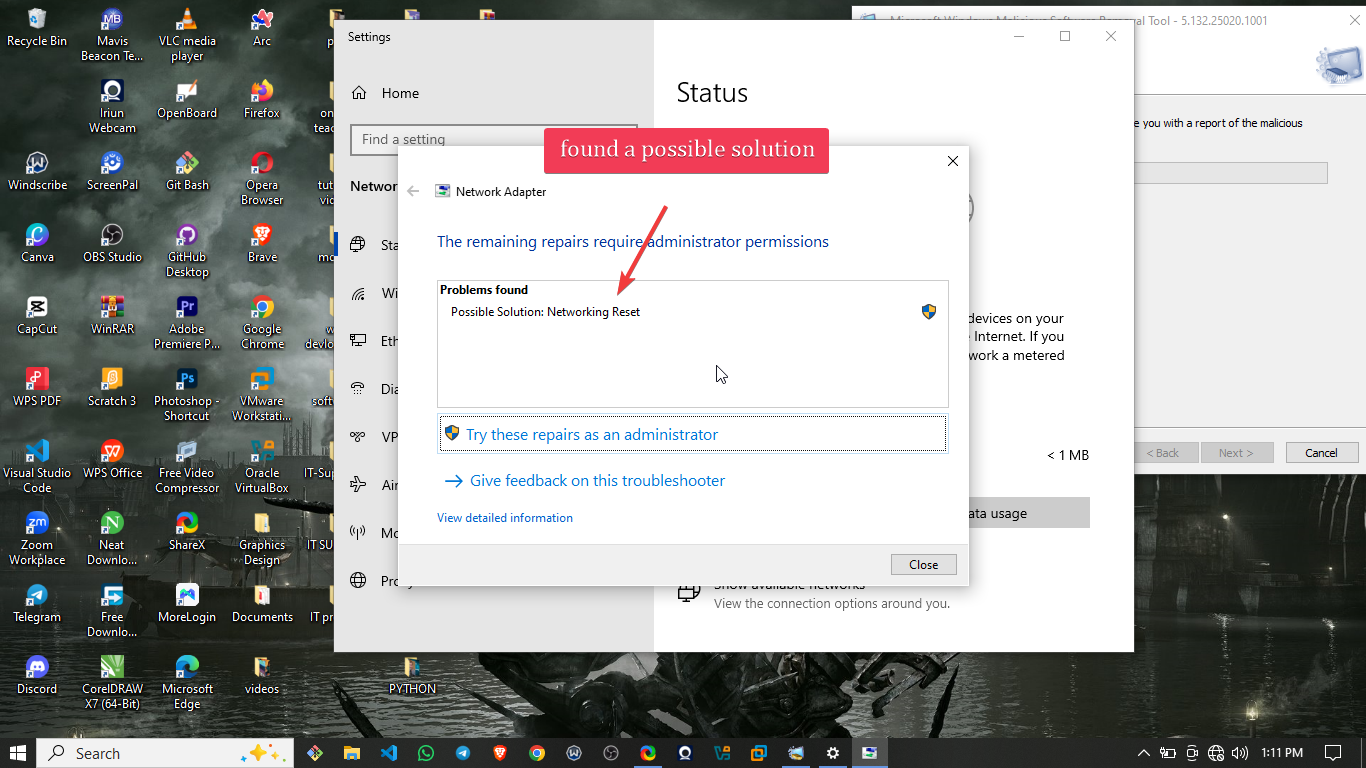 Recycle Bin
Mavis
Beacon Te...
VLC media
player
Arc
Iriun
Webcam
OpenBoard
Firefox
Windscribe
ScreenPal
Git Bash
Opera
Browser
Canva
OBS Studio
GitHub
Desktop
Brave
CapCut
WinRAR
Adobe
Premiere P...
Google
Chrome
WPS PDF
Scratch 3
Photoshop -
Shortcut
VMware
Workstati...
Visual Studio
Code
WPS Office
Free Video
Compressor
Oracle
VirtualBox
IT-Sup
Zoom
Workplace
Neat
Downlo...
ShareX
Graphics
Design
IT SU
Telegram
Free
Downlo...
MoreLogin
Documents
IT pr
Discord
CorelDRAW
X7 (64-Bit)
Microsoft
Edge
videos
PYTHON
Settings
Home
Find a setting
Networ
Sta
Wi
Eth
Dia
VP
Air
Mo
Proxy
Status
devices on your
Internet. If you
work a metered
< 1 MB
ata usage
Show available networks
View the connection options around you.
found a possible solution
Network Adapter
The remaining repairs require administrator permissions
Problems found
Possible Solution: Networking Reset
Try these repairs as an administrator
Give feedback on this troubleshooter
View detailed information
Close
Microsoft Windows Malicious Software Removal Tool - 5.132.25020.1001
e you with a report of the malicious
< Back
Next >
Cancel
Search
1:11 PM